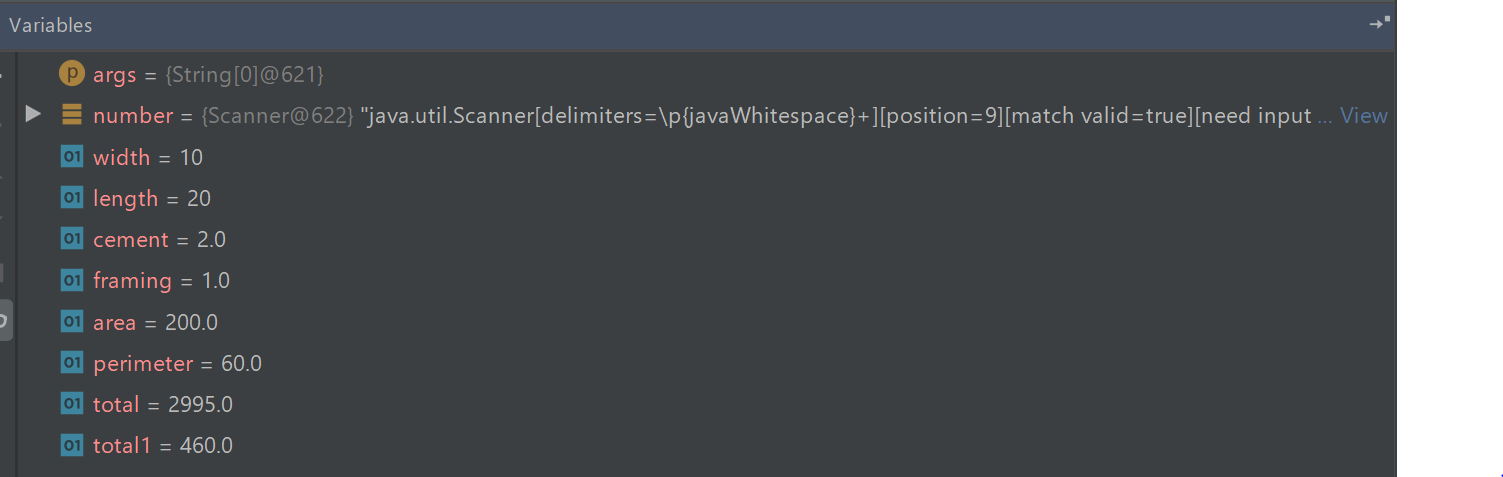 Variables
p args = {String[0]@621}
number = {Scanner@622} "java.util.Scanner[delimiters=\p{javaWhitespace}+][position=9][match valid=true][need input ... View
01 width = 10
01 length = 20
01 cement = 2.0
01 framing = 1.0
01 area = 200.0
01 perimeter = 60.0
01 total = 2995.0
01 total1 = 460.0